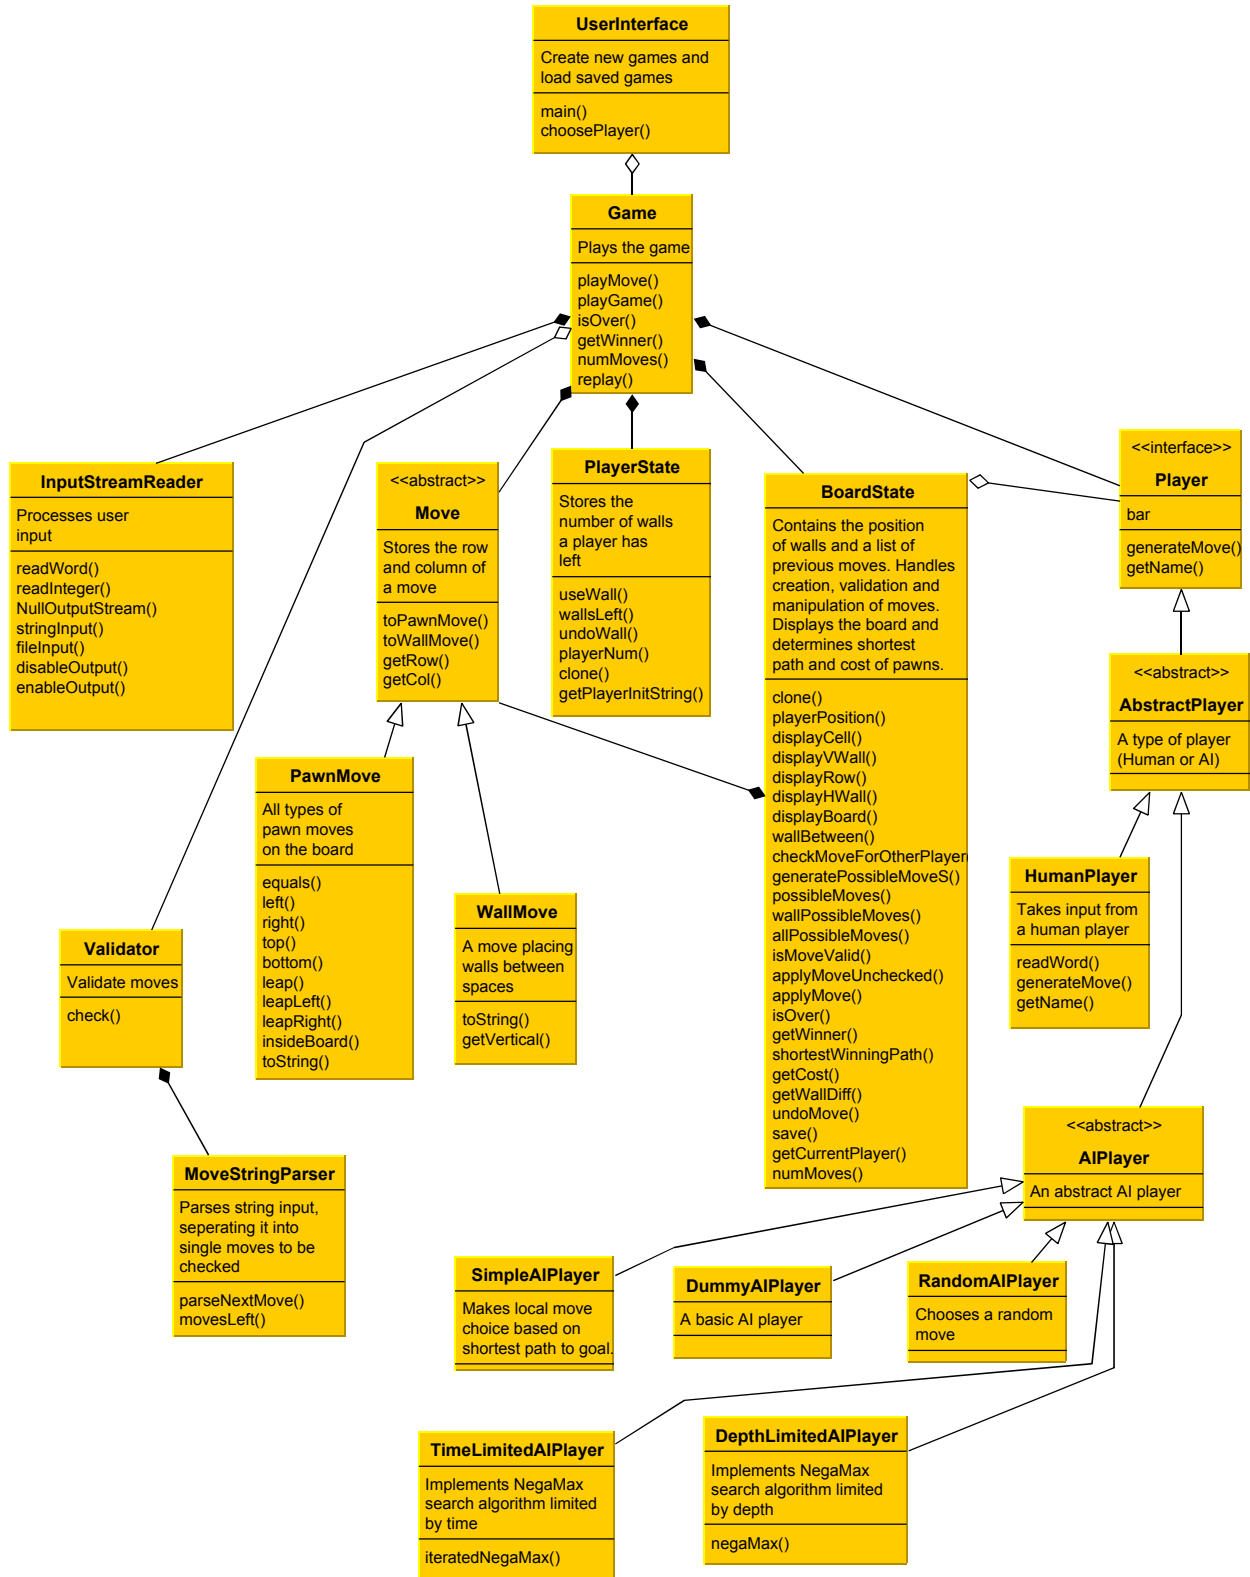 UserInterface
Create new games and
load saved games
main()
choosePlayer()
Game
Plays the game
playMove()
playGame()
isOver()
getWinner()
numMoves()
replay()
InputStreamReader
Processes user
input
readWord()
readInteger()
NullOutputStream()
stringInput()
fileInput()
disableOutput()
enableOutput()
<<abstract>>
Move
Stores the row
and column of
a move
toPawnMove()
toWallMove()
getRow()
getCol()
PlayerState
Stores the
number of walls
a player has
left
useWall()
wallsLeft()
undoWall()
playerNum()
clone()
getPlayerInitString()
BoardState
Contains the position
of walls and a list of
previous moves. Handles
creation, validation and
manipulation of moves.
Displays the board and
determines shortest
path and cost of pawns.
clone()
playerPosition()
displayCell()
displayVWall()
displayRow()
displayHWall()
displayBoard()
wallBetween()
checkMoveForOtherPlayer(
generatePossibleMoveS()
possibleMoves()
wallPossibleMoves()
allPossibleMoves()
isMoveValid()
applyMoveUnchecked()
applyMove()
isOver()
getWinner()
shortestWinningPath()
getCost()
getWallDiff()
undoMove()
save()
getCurrentPlayer()
numMoves()
<<interface>>
Player
bar
generateMove()
getName()
<<abstract>>
AbstractPlayer
A type of player
(Human or AI)
PawnMove
All types of
pawn moves
on the board
equals()
left()
right()
top()
bottom()
leap()
leapLeft()
leapRight()
insideBoard()
toString()
WallMove
A move placing
walls between
spaces
toString()
getVertical()
HumanPlayer
Takes input from
a human player
readWord()
generateMove()
getName()
Validator
Validate moves
check()
MoveStringParser
Parses string input,
seperating it into
single moves to be
checked
parseNextMove()
movesLeft()
<<abstract>>
AIPlayer
An abstract AI player
SimpleAIPlayer
Makes local move
choice based on
shortest path to goal.
DummyAIPlayer
A basic AI player
RandomAIPlayer
Chooses a random
move
TimeLimitedAIPlayer
Implements NegaMax
search algorithm limited
by time
iteratedNegaMax()
DepthLimitedAIPlayer
Implements NegaMax
search algorithm limited
by depth
negaMax()